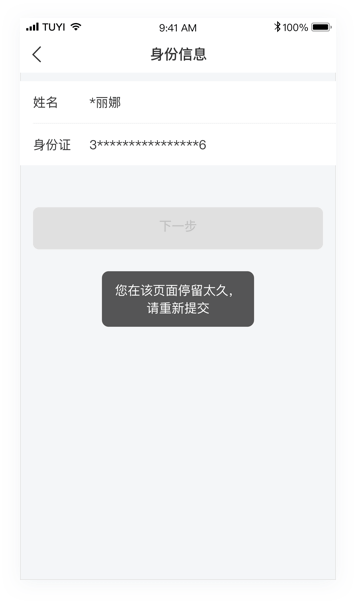 TUYI 9:41 AM 100%
身份信息
姓名 *丽娜
身份证 3****************6
下一步
您在该页面停留太久，
请重新提交